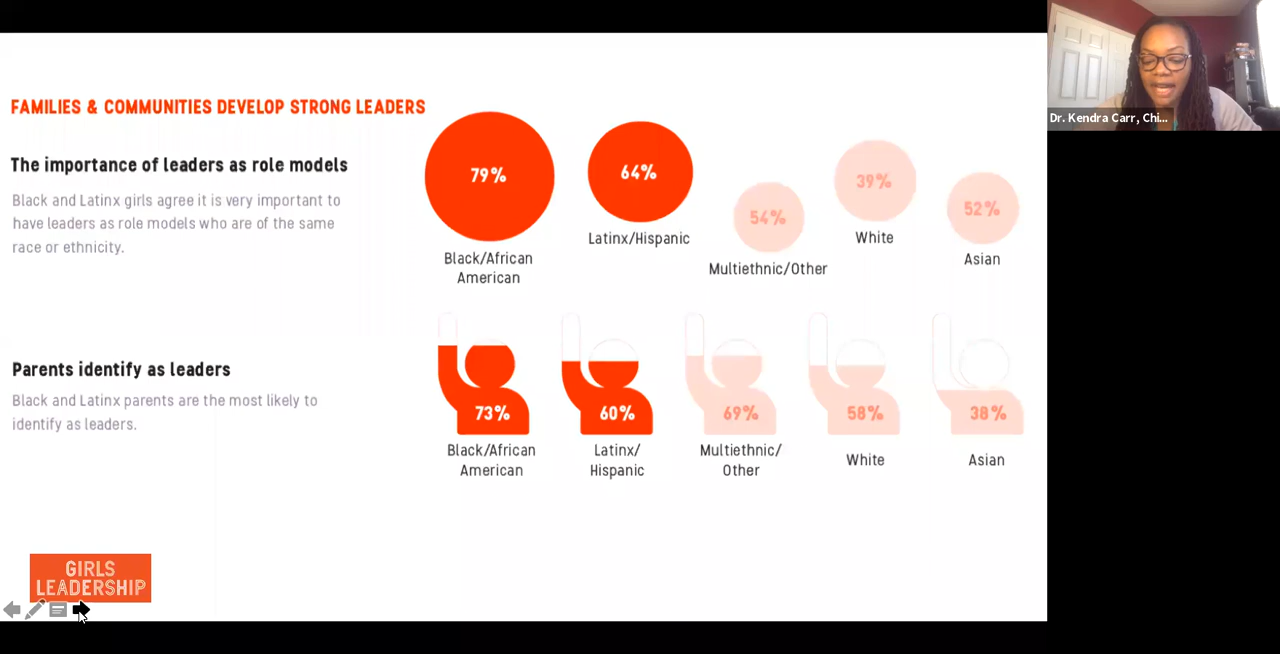 FAMILIES & COMMUNITIES DEVELOP STRONG LEADERS
The importance of leaders as role models
Black and Latinx girls agree it is very important to
have leaders as role models who are of the same
race or ethnicity.
79%
Black/African
American
64%
Latinx/Hispanic
54%
Multiethnic/Other
39%
White
52%
Asian
Parents identify as leaders
Black and Latinx parents are the most likely to
identify as leaders.
73%
Black/African
American
60%
Latinx/
Hispanic
69%
Multiethnic/
Other
58%
White
38%
Asian
GIRLS
LEADERSHIP
Dr. Kendra Carr, Chi...